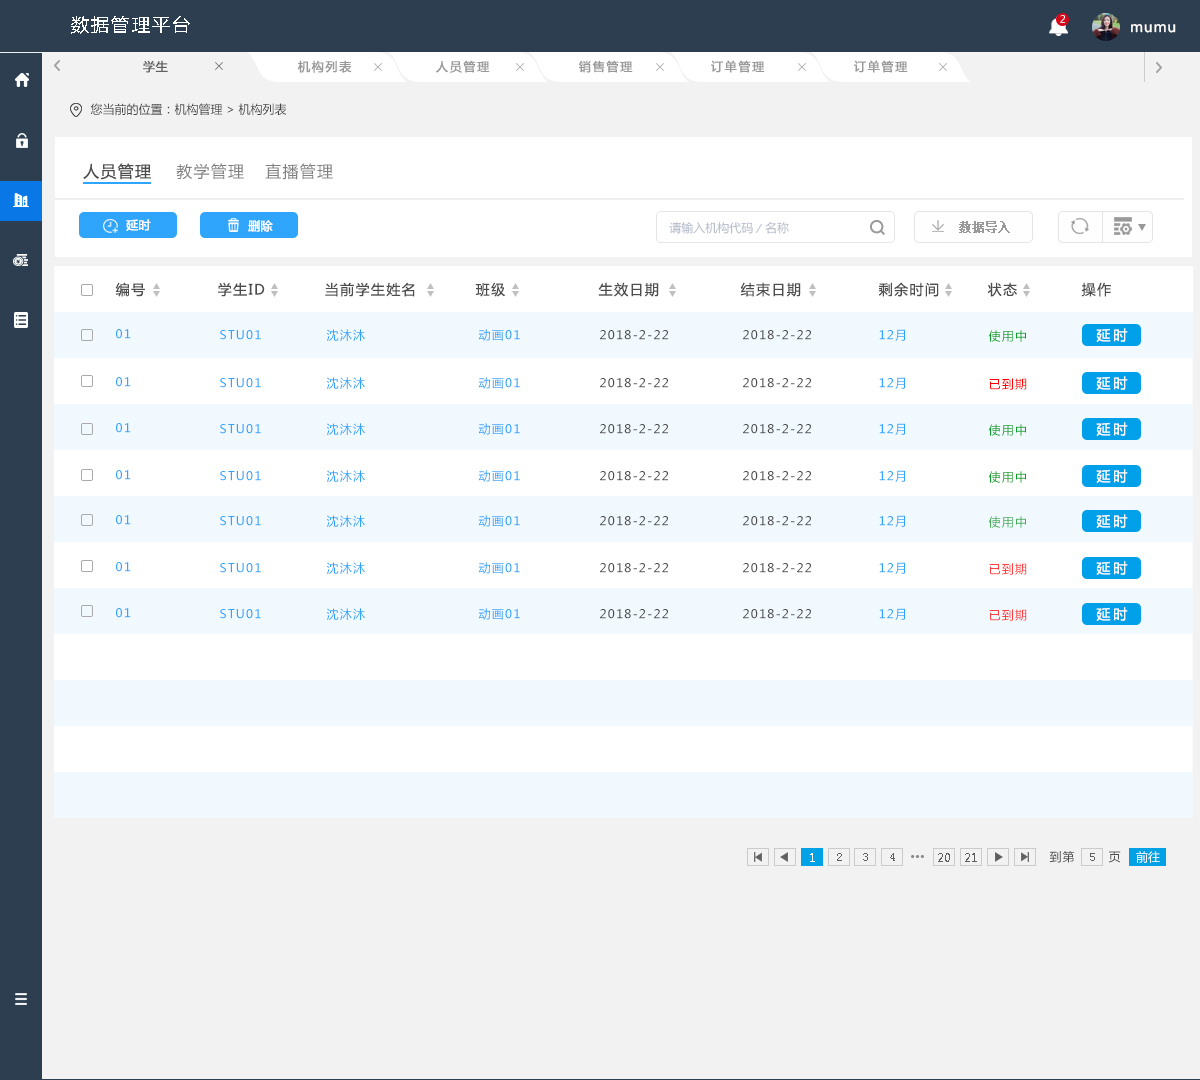 数据管理平台
2
mumu
学生 机构列表 人员管理 销售管理 订单管理 订单管理
您当前的位置：机构管理 > 机构列表
人员管理 教学管理 直播管理
延时 删除 请输入机构代码 / 名称 数据导入
编号 学生ID 当前学生姓名 班级 生效日期 结束日期 剩余时间 状态 操作
01 STU01 沈沐沐 动画01 2018-2-22 2018-2-22 12月 使用中 延时
01 STU01 沈沐沐 动画01 2018-2-22 2018-2-22 12月 已到期 延时
01 STU01 沈沐沐 动画01 2018-2-22 2018-2-22 12月 使用中 延时
01 STU01 沈沐沐 动画01 2018-2-22 2018-2-22 12月 使用中 延时
01 STU01 沈沐沐 动画01 2018-2-22 2018-2-22 12月 使用中 延时
01 STU01 沈沐沐 动画01 2018-2-22 2018-2-22 12月 已到期 延时
01 STU01 沈沐沐 动画01 2018-2-22 2018-2-22 12月 已到期 延时
1 2 3 4 ••• 20 21 到第 5 页 前往